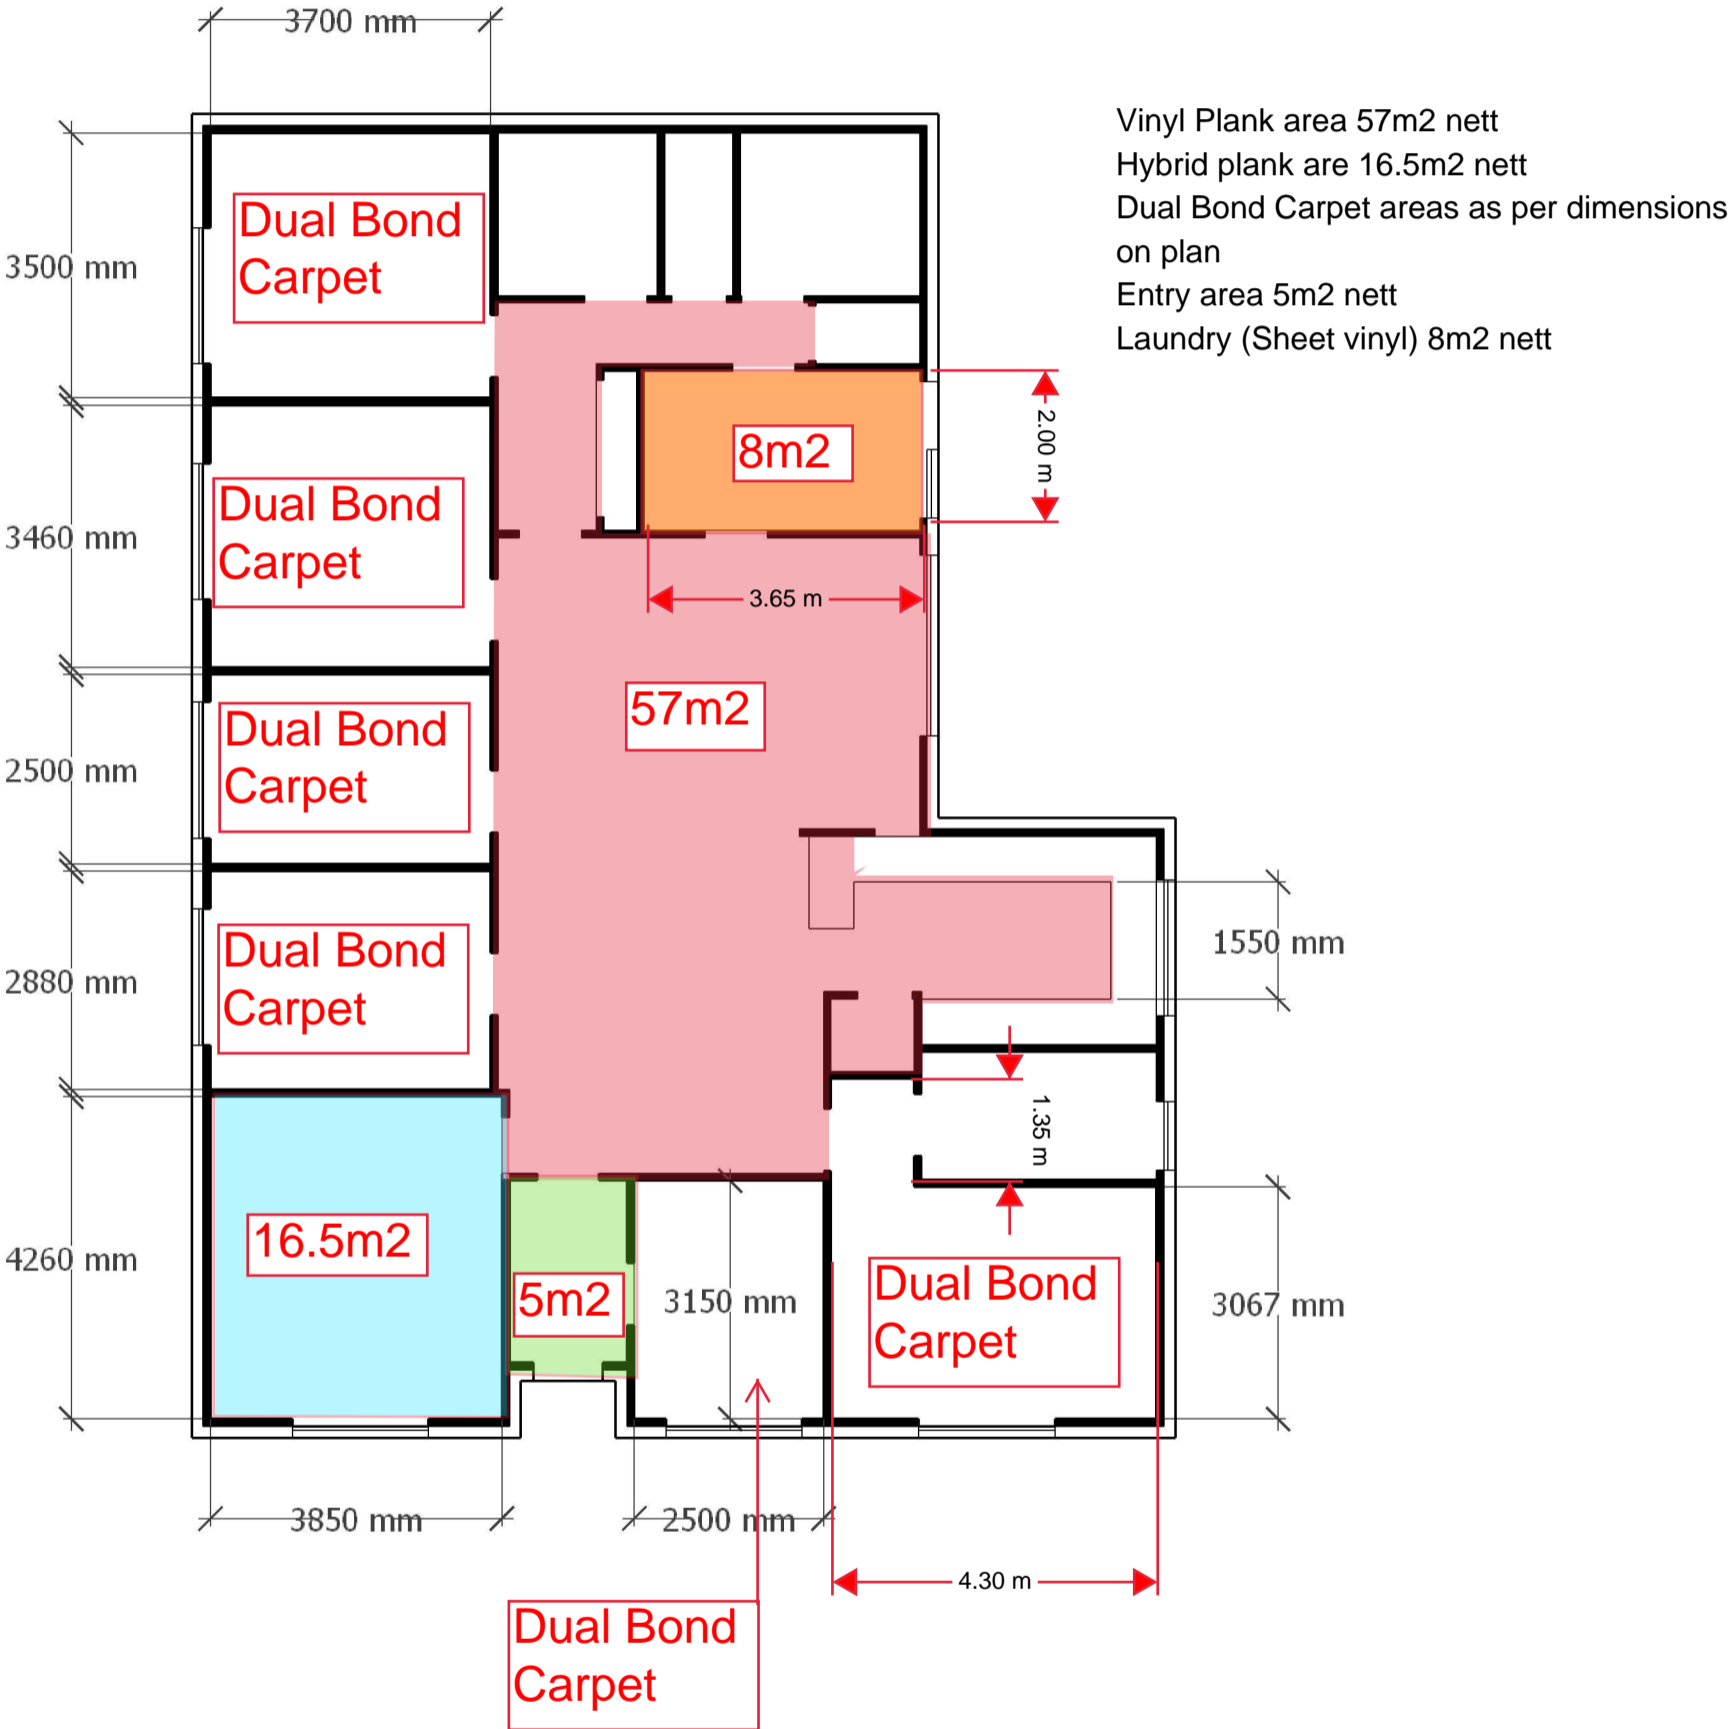 3700 mm
Vinyl Plank area 57m2 nett
Hybrid plank are 16.5m2 nett
Dual Bond Carpet areas as per dimensions
on plan
Entry area 5m2 nett
Laundry (Sheet vinyl) 8m2 nett
Dual Bond
Carpet
3500 mm
8m2
2.00 m
Dual Bond
Carpet
3460 mm
3.65 m
57m2
Dual Bond
Carpet
2500 mm
Dual Bond
Carpet
2880 mm
1550 mm
1.35 m
16.5m2
4260 mm
5m2
3150 mm
Dual Bond
Carpet
3067 mm
3850 mm
2500 mm
4.30 m
Dual Bond
Carpet